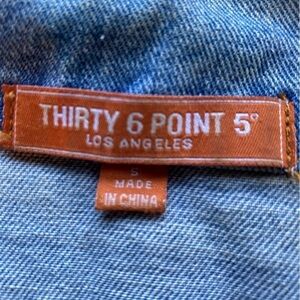 THIRTY 6 POINT 5°
LOS ANGELES
S
MADE
IN CHINA